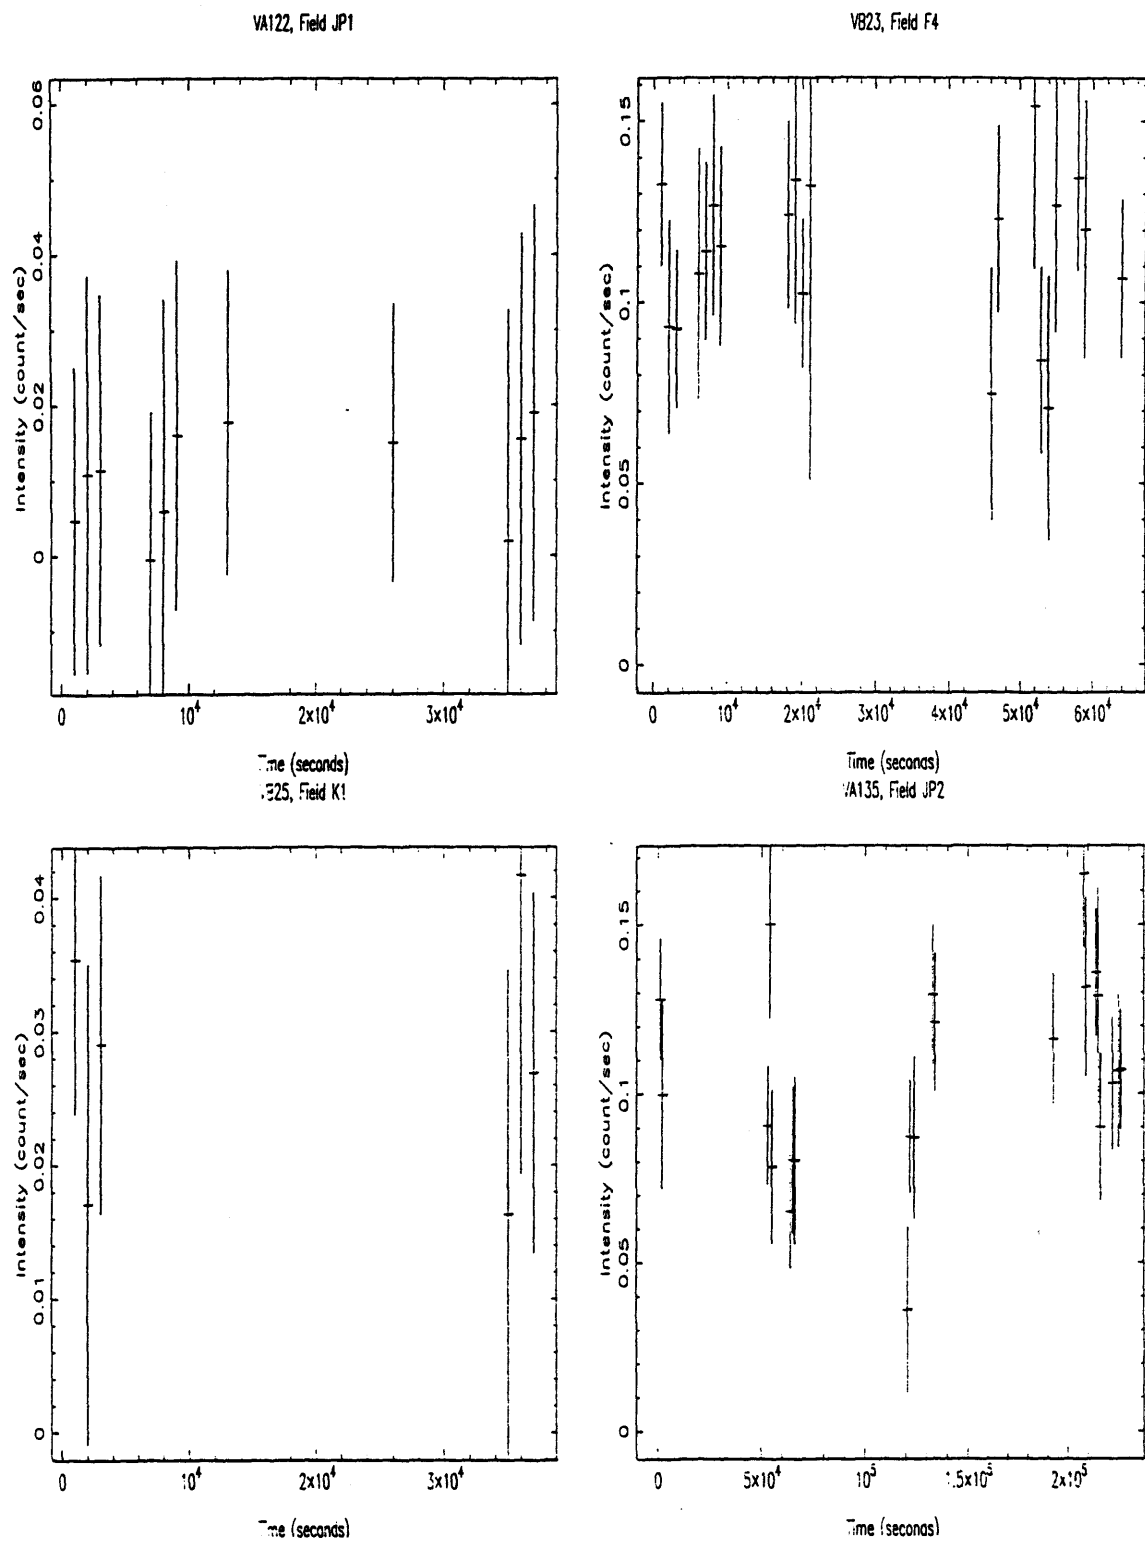 VA122, Field JP1
Intensity (count/sec)
0.06
0.04
0.02
0
0 10⁴ 2x10⁴ 3x10⁴
Time (seconds)
VB23, Field F4
Intensity (count/sec)
0.15
0.1
0.05
0
0 10⁴ 2x10⁴ 3x10⁴ 4x10⁴ 5x10⁴ 6x10⁴
Time (seconds)
VB25, Field K1
Intensity (count/sec)
0.04
0.03
0.02
0.01
0
0 10⁴ 2x10⁴ 3x10⁴
Time (seconds)
VA135, Field JP2
Intensity (count/sec)
0.15
0.1
0.05
0
0 5x10⁴ 10⁵ 1.5x10⁵ 2x10⁵
Time (seconds)